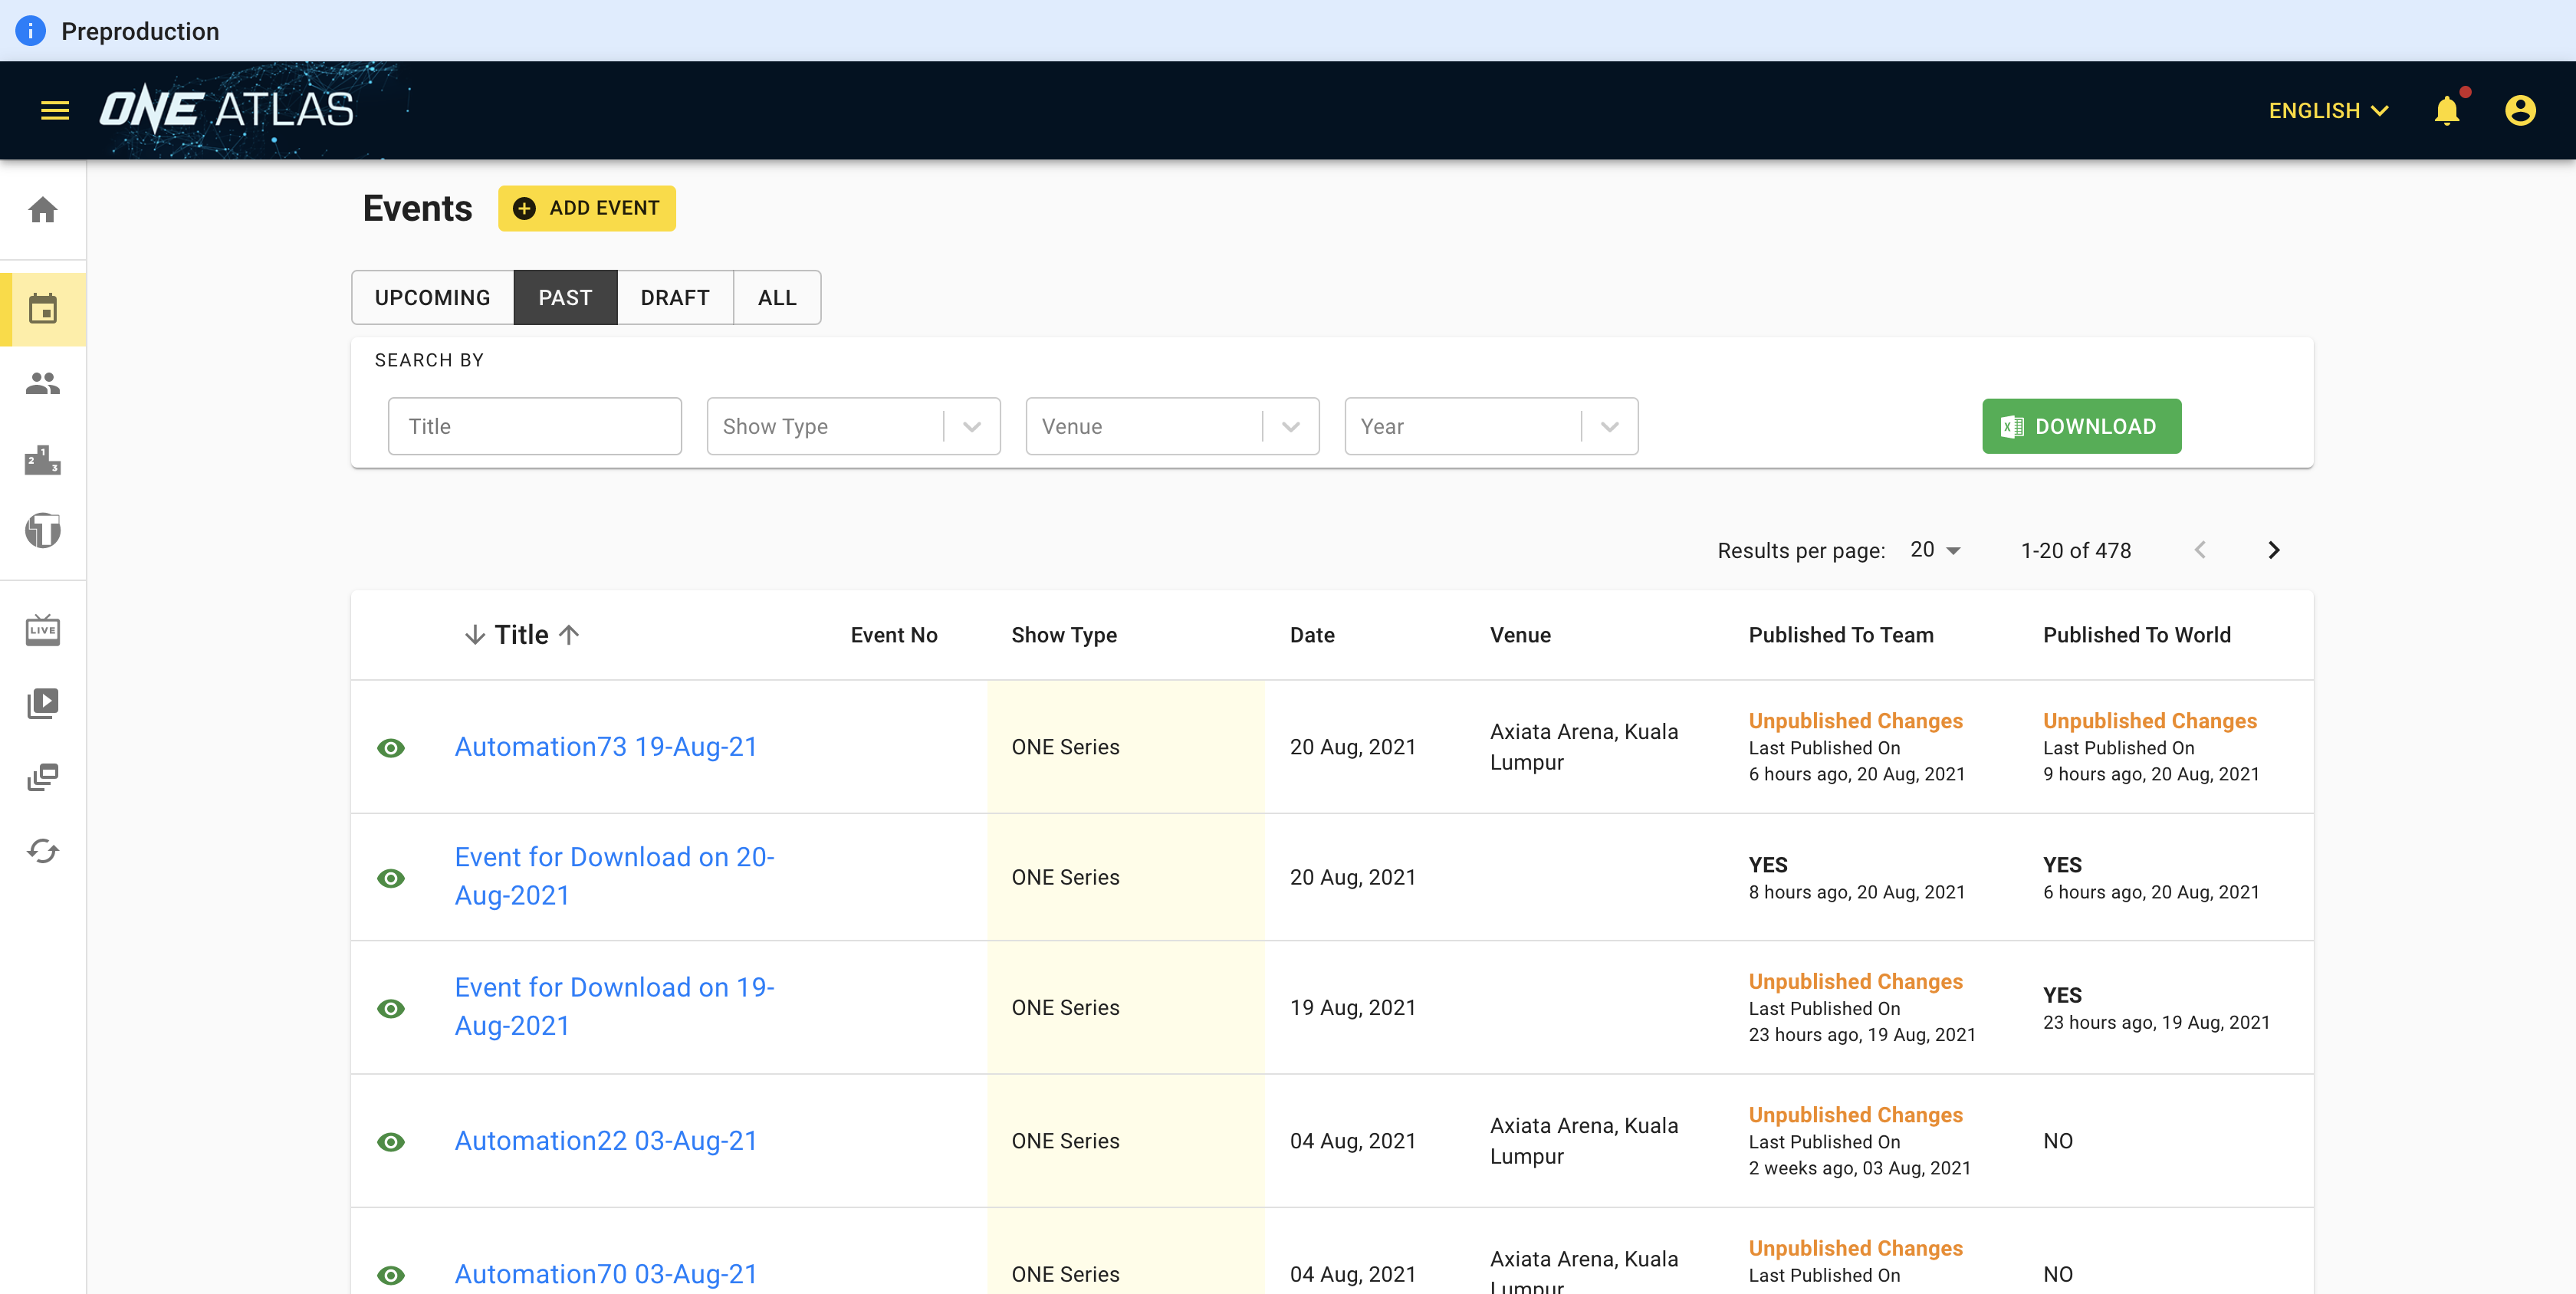 Preproduction
ONE ATLAS
ENGLISH
Events
ADD EVENT
UPCOMING PAST DRAFT ALL
SEARCH BY
Title Show Type Venue Year DOWNLOAD
Results per page: 20 1-20 of 478
Title Event No Show Type Date Venue Published To Team Published To World
Automation73 19-Aug-21
ONE Series
20 Aug, 2021
Axiata Arena, Kuala
Lumpur
Unpublished Changes
Last Published On
6 hours ago, 20 Aug, 2021
Unpublished Changes
Last Published On
9 hours ago, 20 Aug, 2021
Event for Download on 20-
Aug-2021
ONE Series
20 Aug, 2021
YES
8 hours ago, 20 Aug, 2021
YES
6 hours ago, 20 Aug, 2021
Event for Download on 19-
Aug-2021
ONE Series
19 Aug, 2021
Unpublished Changes
Last Published On
23 hours ago, 19 Aug, 2021
YES
23 hours ago, 19 Aug, 2021
Automation22 03-Aug-21
ONE Series
04 Aug, 2021
Axiata Arena, Kuala
Lumpur
Unpublished Changes
Last Published On
2 weeks ago, 03 Aug, 2021
NO
Automation70 03-Aug-21
ONE Series
04 Aug, 2021
Axiata Arena, Kuala
Lumpur
Unpublished Changes
Last Published On
NO
1
2
3
LIVE